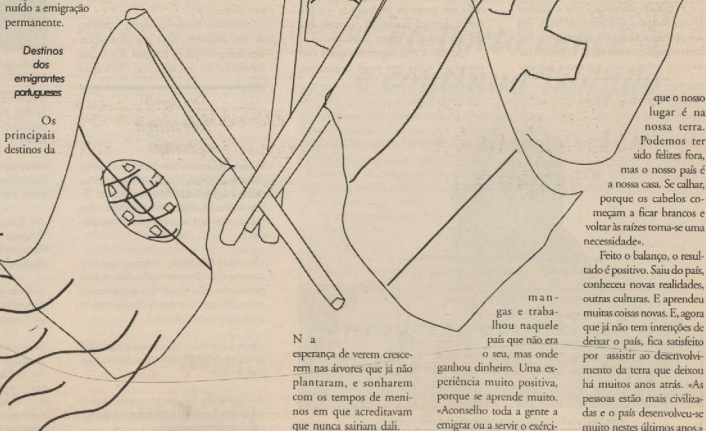 nuído a emigração
permanente.
Destinos
dos
emigrantes
portugueses
Os
principais
destinos da
N a
esperança de verem cresce-
rem nas árvores que já não
plantaram, e sonharem
com os tempos de meni-
nos em que acreditavam
que nunca sairiam dali.
man-
gas e traba-
lhou naquele
país que não era
o seu, mas onde
ganhou dinheiro. Uma ex-
periência muito positiva,
porque se aprende muito.
«Aconselho toda a gente a
emigrar ou a servir o exérci-
que o nosso
lugar é na
nossa terra.
Podemos ter
sido felizes fora,
mas o nosso país é
a nossa casa. Se calhar,
porque os cabelos co-
meçam a ficar brancos e
voltar às raízes torna-se uma
necessidade».
Feito o balanço, o resul-
tado é positivo. Saiu do país,
conheceu novas realidades,
outras culturas. E aprendeu
muitas coisas novas. E, agora
que já não tem intenções de
deixar o país, fica satisfeito
por assistir ao desenvolvi-
mento da terra que deixou
há muitos anos atrás. «As
pessoas estão mais civiliza-
das e o país desenvolveu-se
muito nestes últimos anos.»